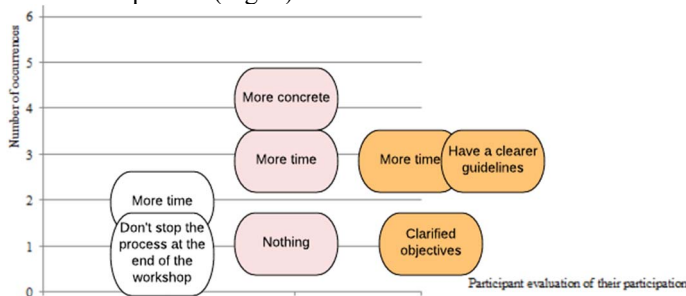 6
5
4
3
2
1
0
Number of occurrences
More concrete
More time
More time
Have a clearer
guidelines
More time
Don't stop the
process at the
end of the
workshop
Nothing
Clarified
objectives
Participant evaluation of their participation